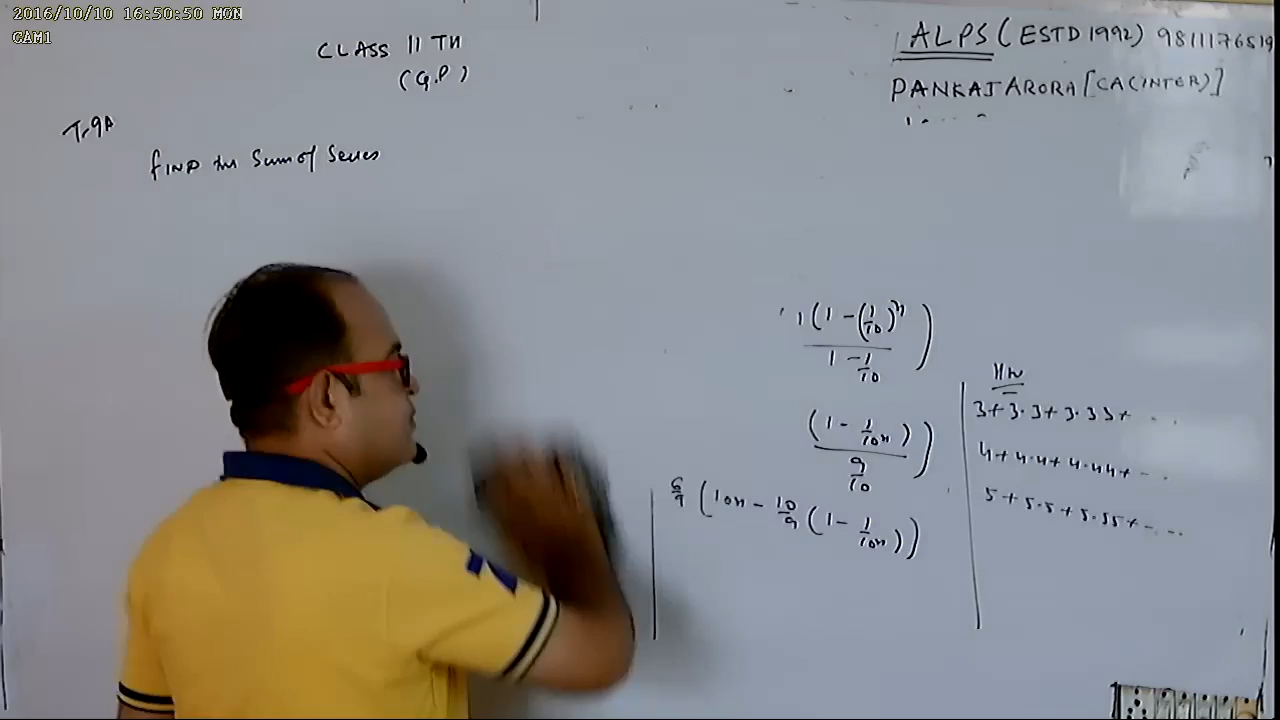 2016/10/10 16:50:50 MON
CAM1
CLASS 11 TH
(G.P)
ALPS (ESTD 1992) 9811176519
PANKAJ ARORA [CA(INTER)]
FIND the Sum of Series
1(1 - (1/10)^n)
1 - 1/10 )
(1 - 1/10^n)
9/10 )
6/9 (10n - 10/9 (1 - 1/10^n))
HW
3+3.3+3.33+ ...
4+4.4+4.44+ ...
5+5.5+5.55+ ...